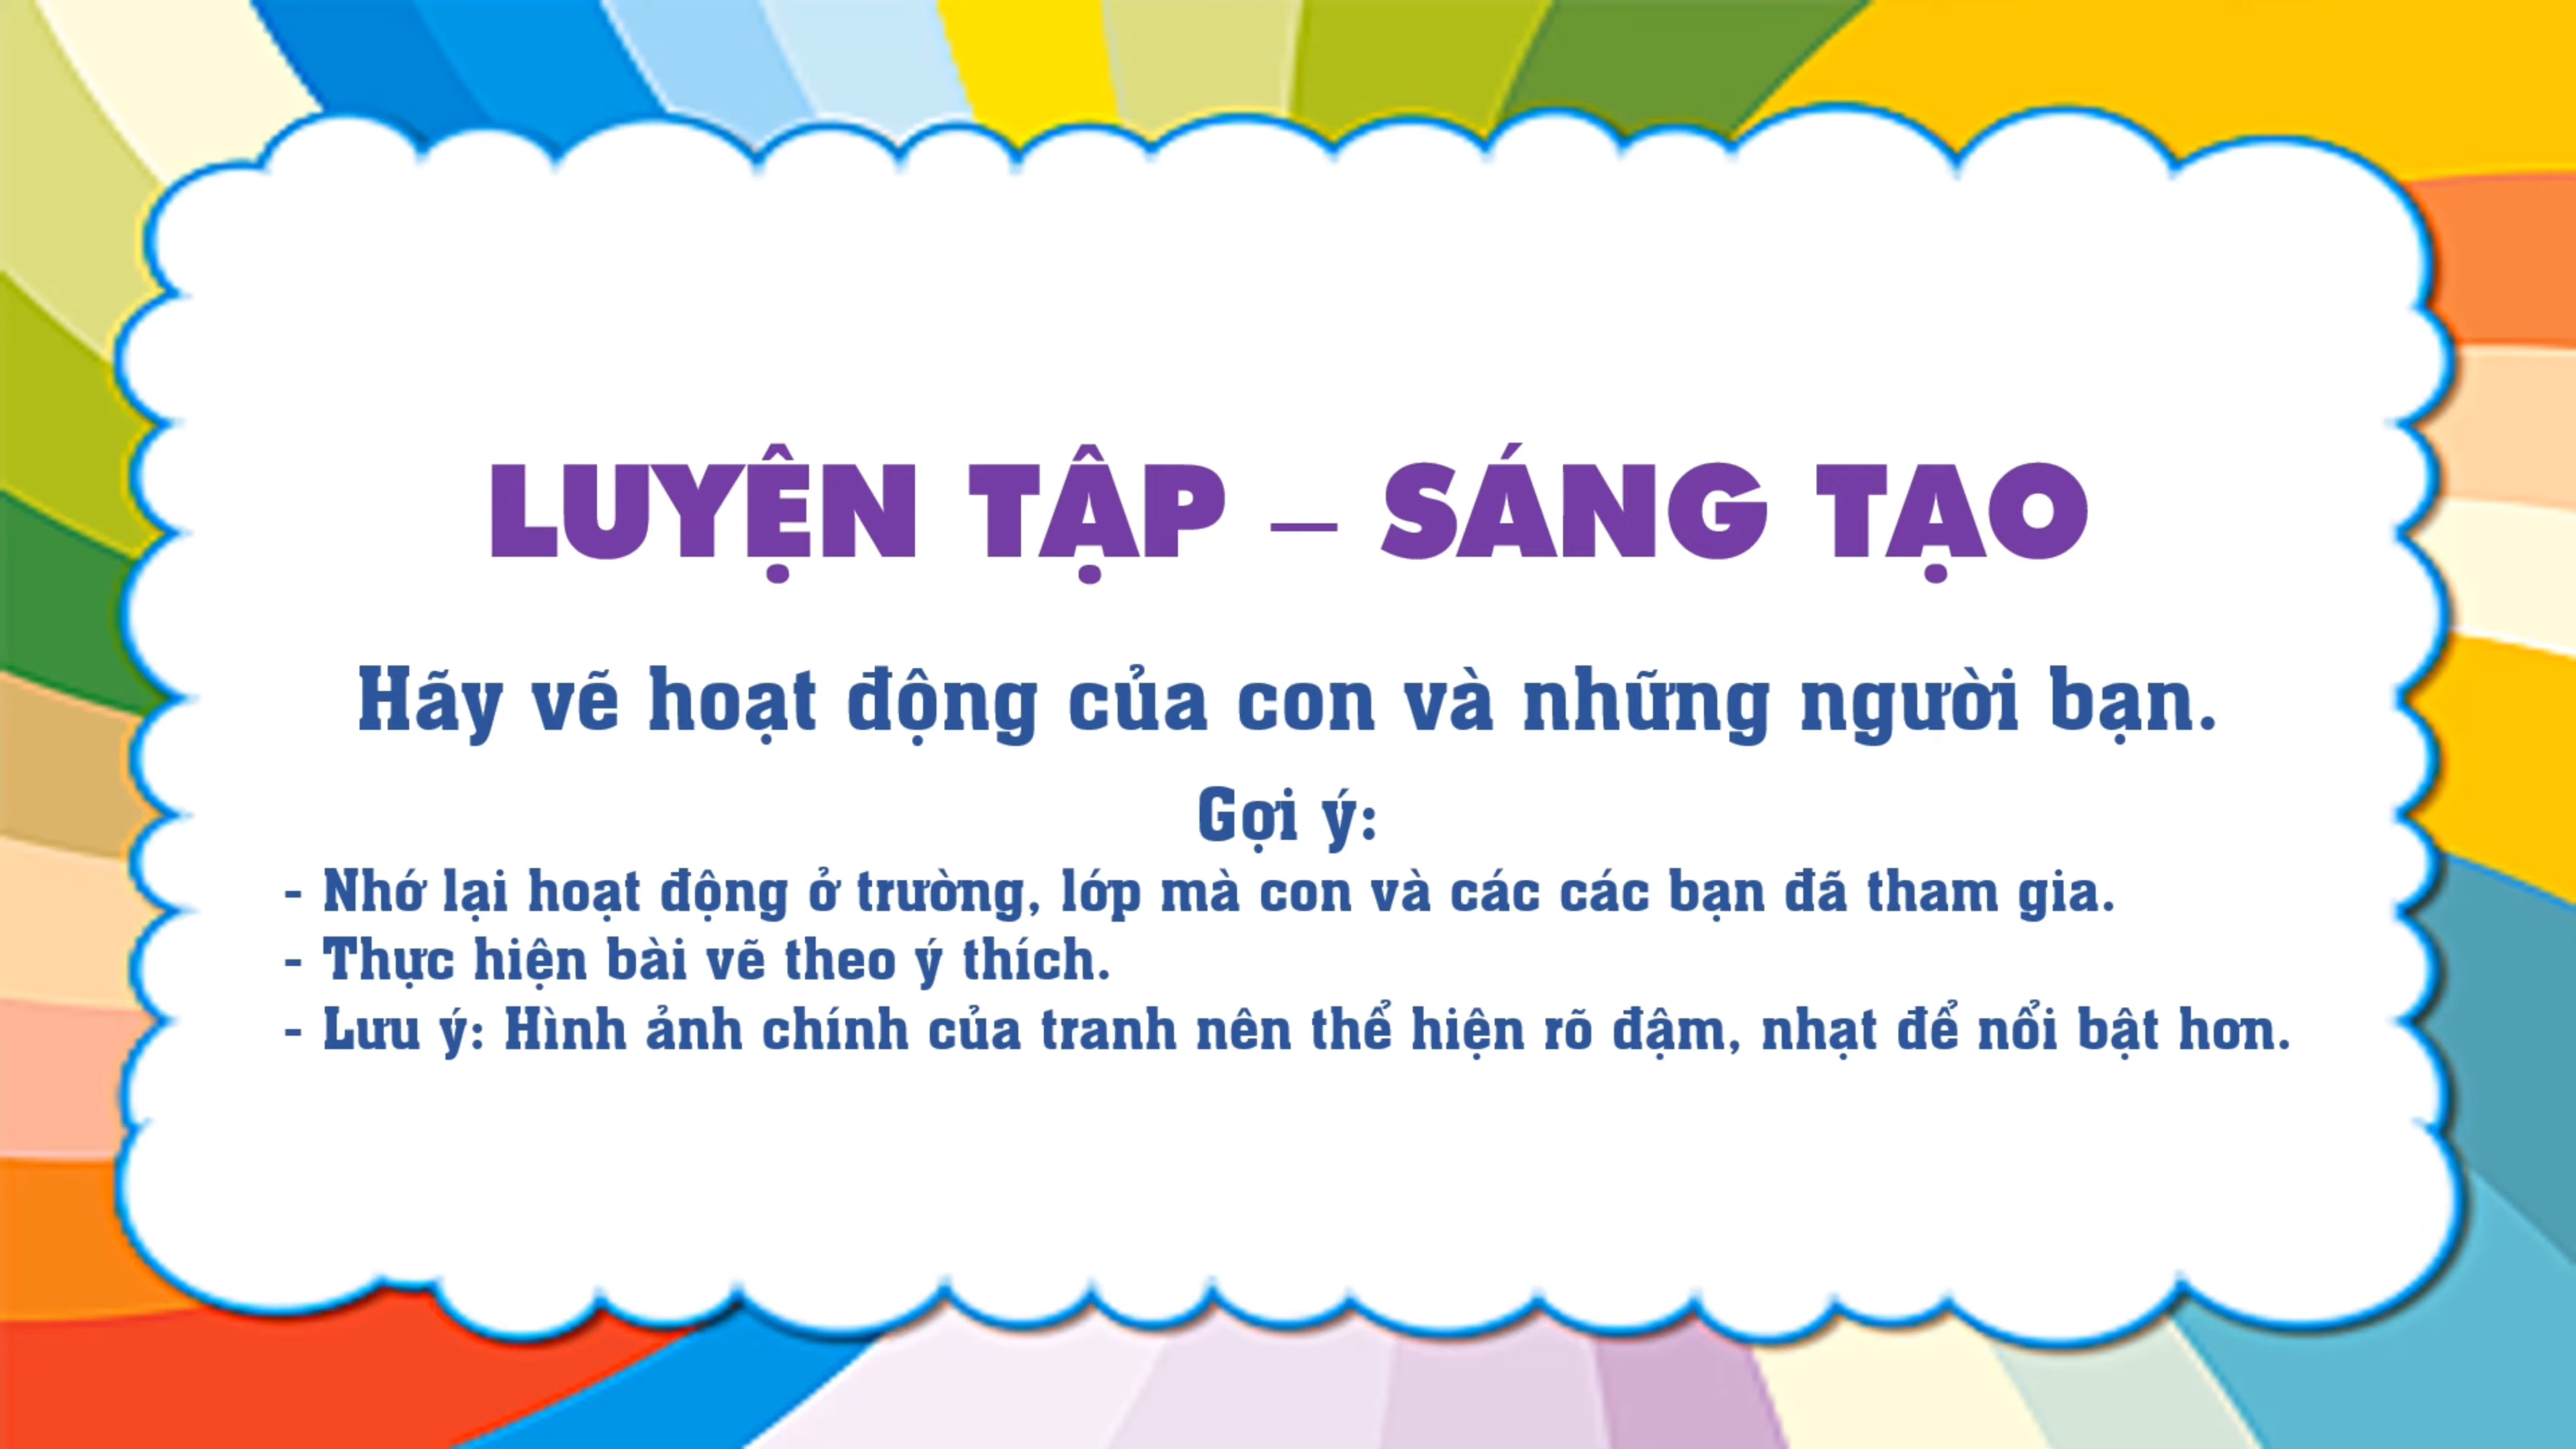 LUYỆN TẬP – SÁNG TẠO
Hãy vẽ hoạt động của con và những người bạn.
Gợi ý:
- Nhớ lại hoạt động ở trường, lớp mà con và các các bạn đã tham gia.
- Thực hiện bài vẽ theo ý thích.
- Lưu ý: Hình ảnh chính của tranh nên thể hiện rõ đậm, nhạt để nổi bật hơn.